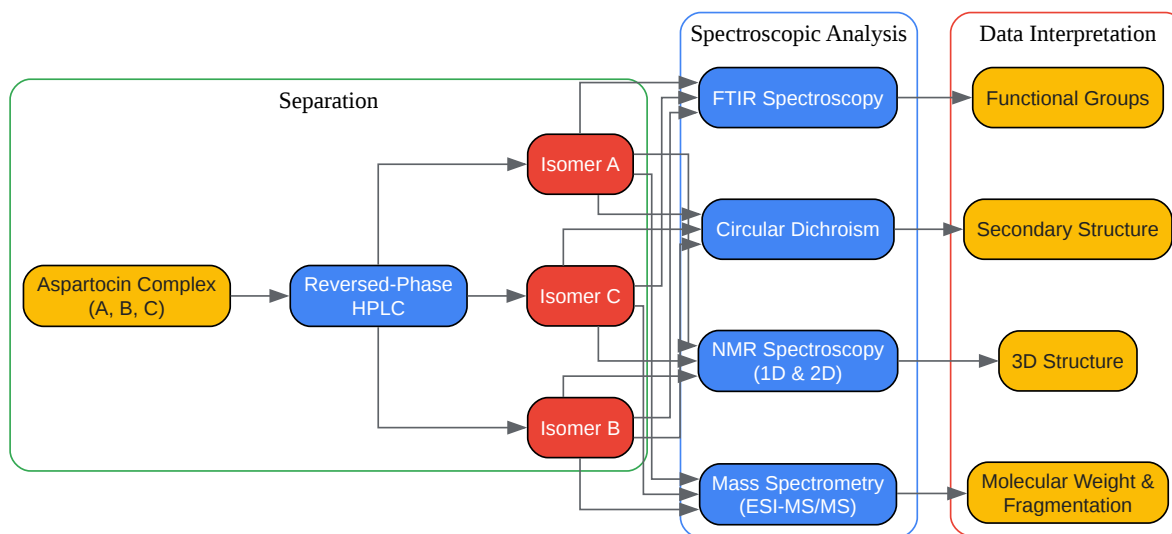 Separation
Aspartocin Complex
(A, B, C)
Reversed-Phase
HPLC
Isomer A
Isomer C
Isomer B
Spectroscopic Analysis
FTIR Spectroscopy
Circular Dichroism
NMR Spectroscopy
(1D & 2D)
Mass Spectrometry
(ESI-MS/MS)
Data Interpretation
Functional Groups
Secondary Structure
3D Structure
Molecular Weight &
Fragmentation